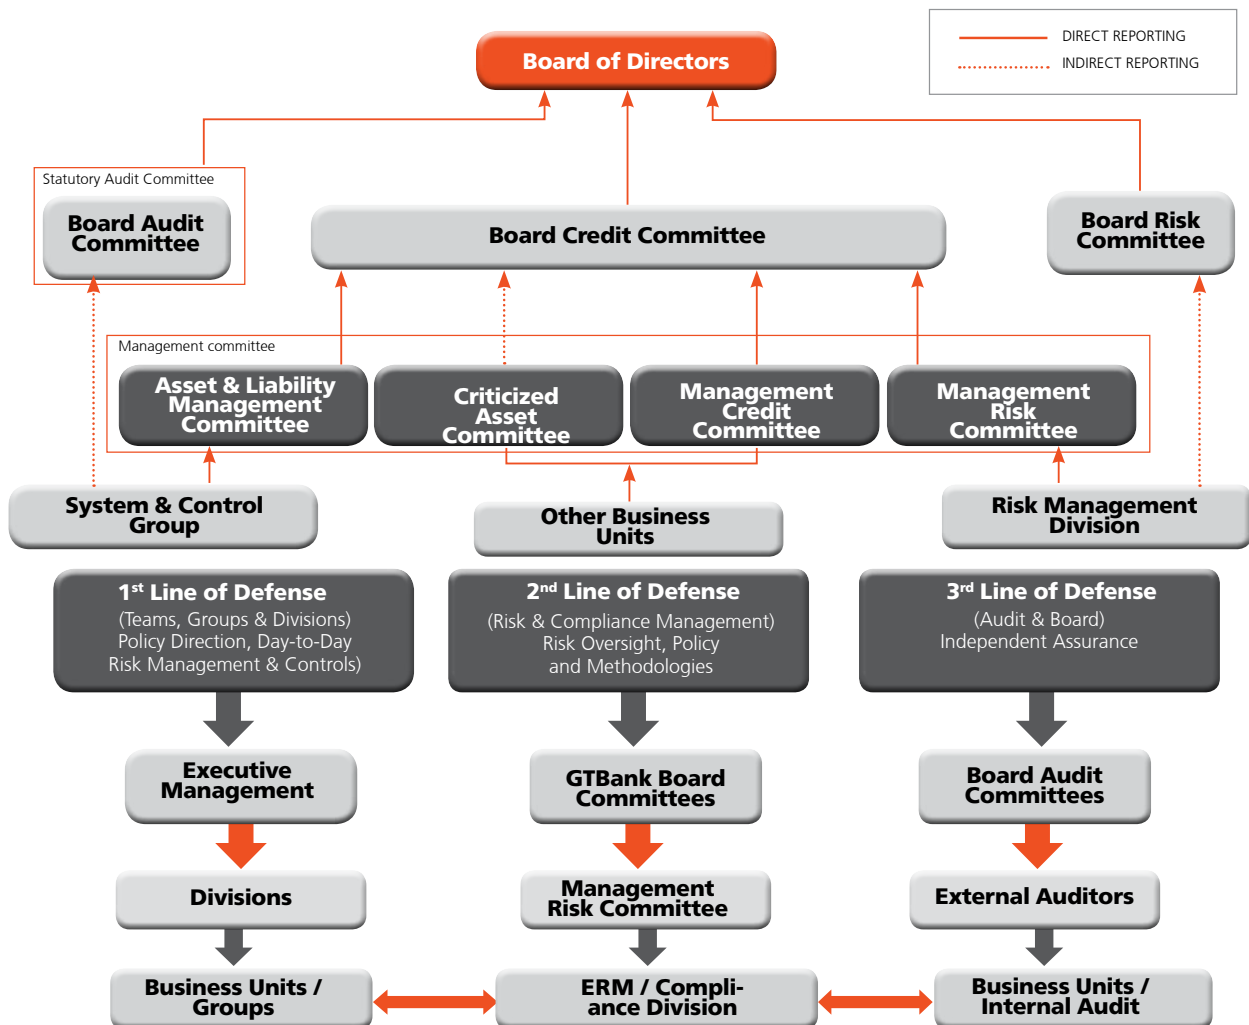 DIRECT REPORTING
INDIRECT REPORTING
Board of Directors
Statutory Audit Committee
Board Audit
Committee
Board Credit Committee
Board Risk
Committee
Management committee
Asset & Liability
Management
Committee
Criticized
Asset
Committee
Management
Credit
Committee
Management
Risk
Committee
System & Control
Group
Other Business
Units
Risk Management
Division
1st Line of Defense
(Teams, Groups & Divisions)
Policy Direction, Day-to-Day
Risk Management & Controls)
2nd Line of Defense
(Risk & Compliance Management)
Risk Oversight, Policy
and Methodologies
3rd Line of Defense
(Audit & Board)
Independent Assurance
Executive
Management
GTBank Board
Committees
Board Audit
Committees
Divisions
Management
Risk Committee
External Auditors
Business Units /
Groups
ERM / Compli-
ance Division
Business Units /
Internal Audit